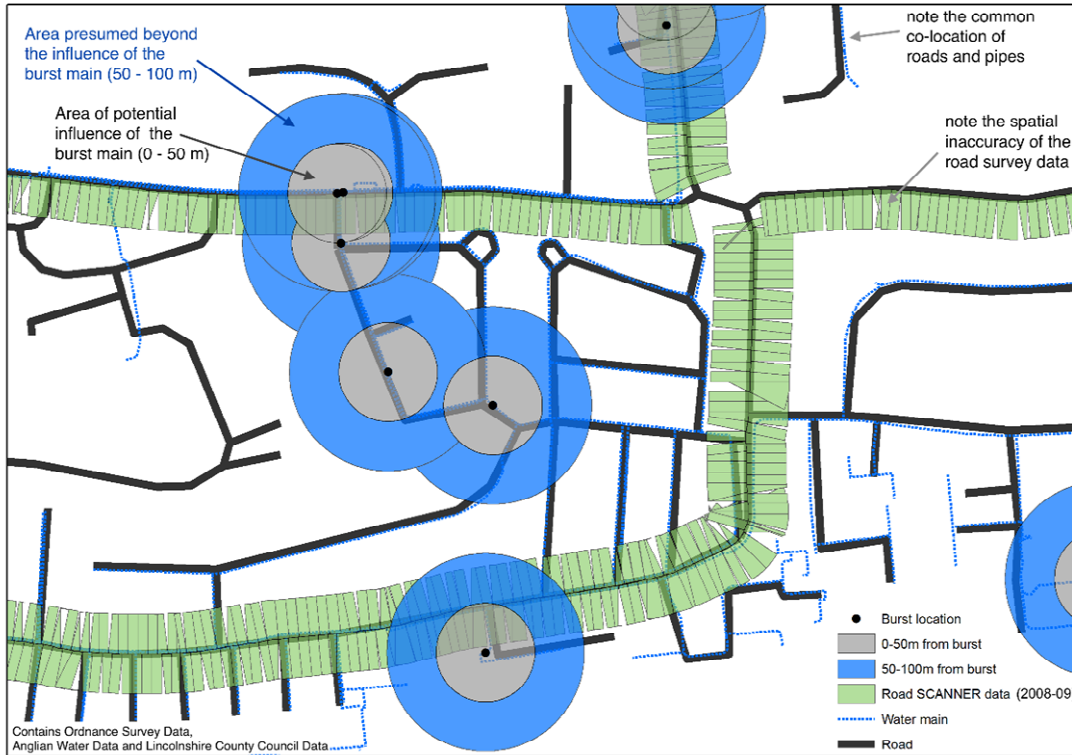 Area presumed beyond
the influence of the
burst main (50 - 100 m)
Area of potential
influence of the
burst main (0 - 50 m)
note the common
co-location of
roads and pipes
note the spatial
inaccuracy of the
road survey data
Burst location
0-50m from burst
50-100m from burst
Road SCANNER data (2008-09
Water main
Road
Contains Ordnance Survey Data,
Anglian Water Data and Lincolnshire County Council Data